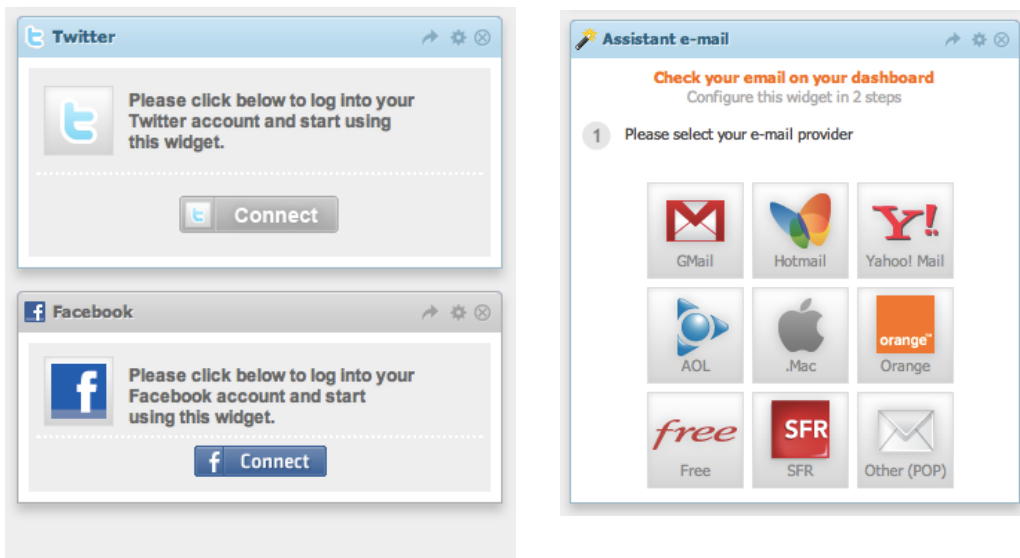 Twitter
Please click below to log into your
Twitter account and start using
this widget.
Connect
Facebook
Please click below to log into your
Facebook account and start
using this widget.
Connect
Assistant e-mail
Check your email on your dashboard
Configure this widget in 2 steps
1 Please select your e-mail provider
GMail Hotmail Y! Yahoo! Mail
AOL .Mac orange™ Orange
free Free SFR SFR Other (POP)